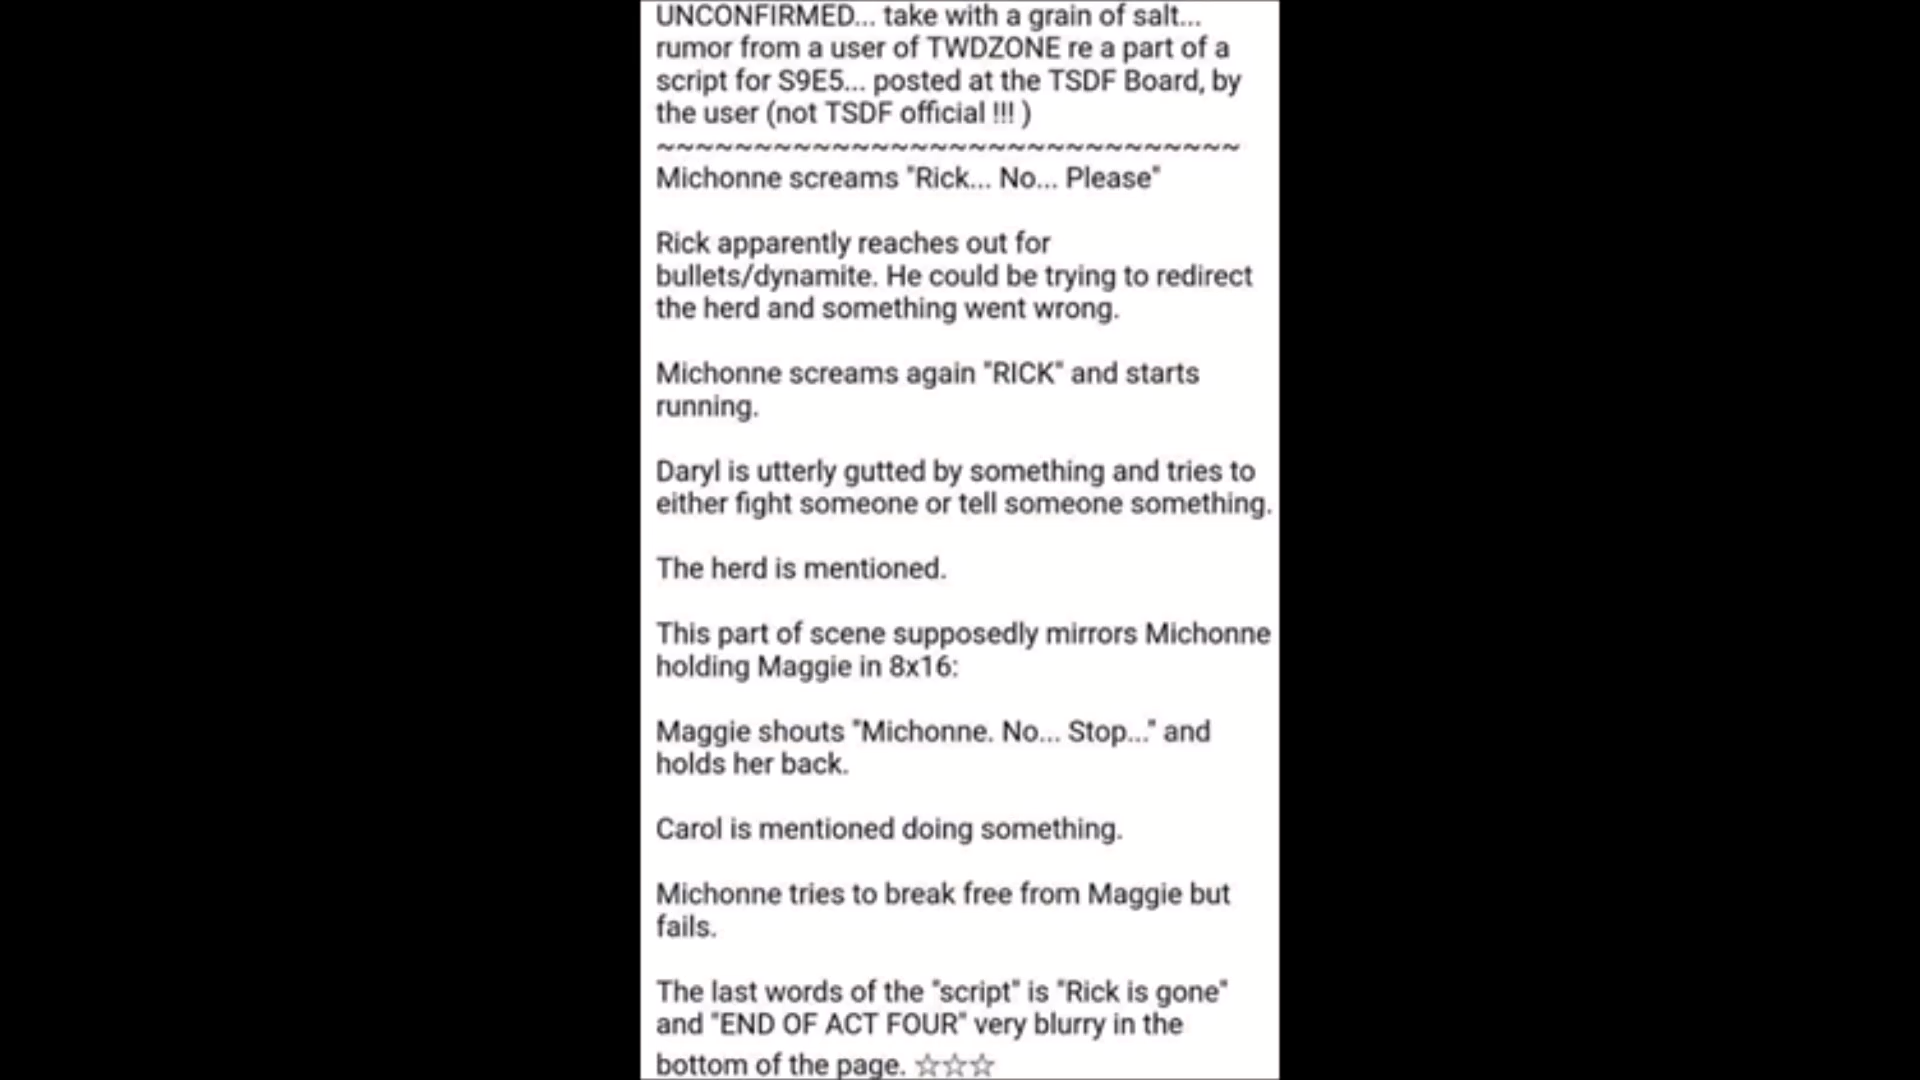 UNCONFIRMED... take with a grain of salt...
rumor from a user of TWDZONE re a part of a
script for S9E5... posted at the TSDF Board, by
the user (not TSDF official !!! )
~~~~~~~~~~~~~~~~~~~~~~~~~~~~~~
Michonne screams "Rick... No... Please"
Rick apparently reaches out for
bullets/dynamite. He could be trying to redirect
the herd and something went wrong.
Michonne screams again "RICK" and starts
running.
Daryl is utterly gutted by something and tries to
either fight someone or tell someone something.
The herd is mentioned.
This part of scene supposedly mirrors Michonne
holding Maggie in 8x16:
Maggie shouts "Michonne. No... Stop..." and
holds her back.
Carol is mentioned doing something.
Michonne tries to break free from Maggie but
fails.
The last words of the "script" is "Rick is gone"
and "END OF ACT FOUR" very blurry in the
bottom of the page. ☆☆☆